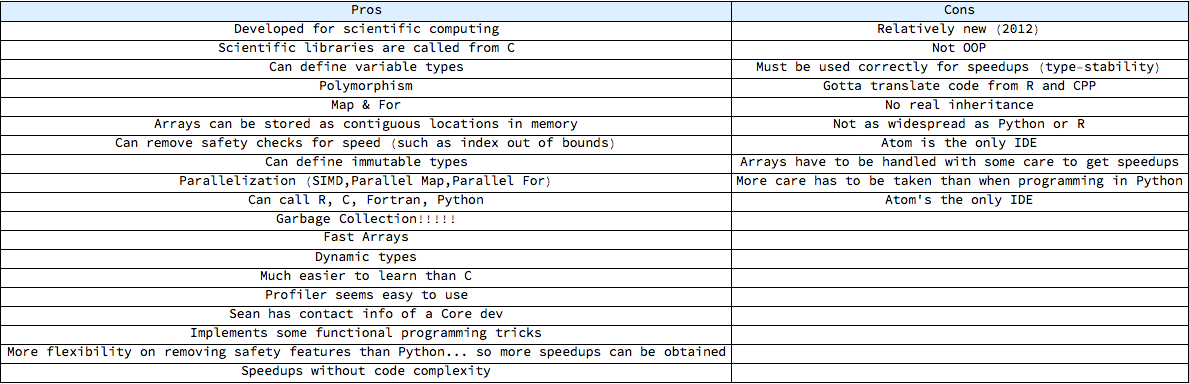 Pros Cons
Developed for scientific computing Relatively new (2012)
Scientific libraries are called from C Not OOP
Can define variable types Must be used correctly for speedups (type-stability)
Polymorphism Gotta translate code from R and CPP
Map & For No real inheritance
Arrays can be stored as contiguous locations in memory Not as widespread as Python or R
Can remove safety checks for speed (such as index out of bounds) Atom is the only IDE
Can define immutable types Arrays have to be handled with some care to get speedups
Parallelization (SIMD,Parallel Map,Parallel For) More care has to be taken than when programming in Python
Can call R, C, Fortran, Python Atom's the only IDE
Garbage Collection!!!!!
Fast Arrays
Dynamic types
Much easier to learn than C
Profiler seems easy to use
Sean has contact info of a Core dev
Implements some functional programming tricks
More flexibility on removing safety features than Python... so more speedups can be obtained
Speedups without code complexity